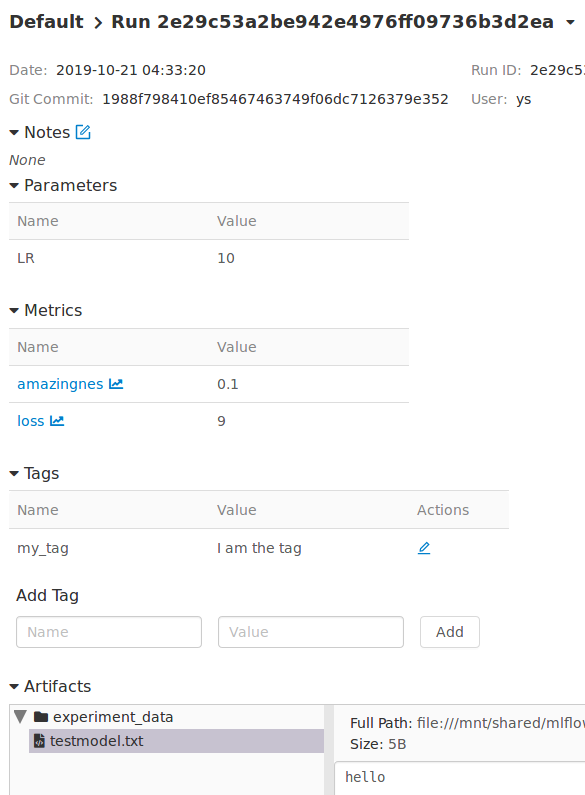 Default > Run 2e29c53a2be942e4976ff09736b3d2ea
Date: 2019-10-21 04:33:20 Run ID: 2e29c5
Git Commit: 1988f798410ef85467463749f06dc7126379e352 User: ys
Notes
None
Parameters
Name Value
LR 10
Metrics
Name Value
amazingnes 0.1
loss 9
Tags
Name Value Actions
my_tag I am the tag
Add Tag
Name Value Add
Artifacts
experiment_data
testmodel.txt
Full Path: file:///mnt/shared/mlflo
Size: 5B
hello